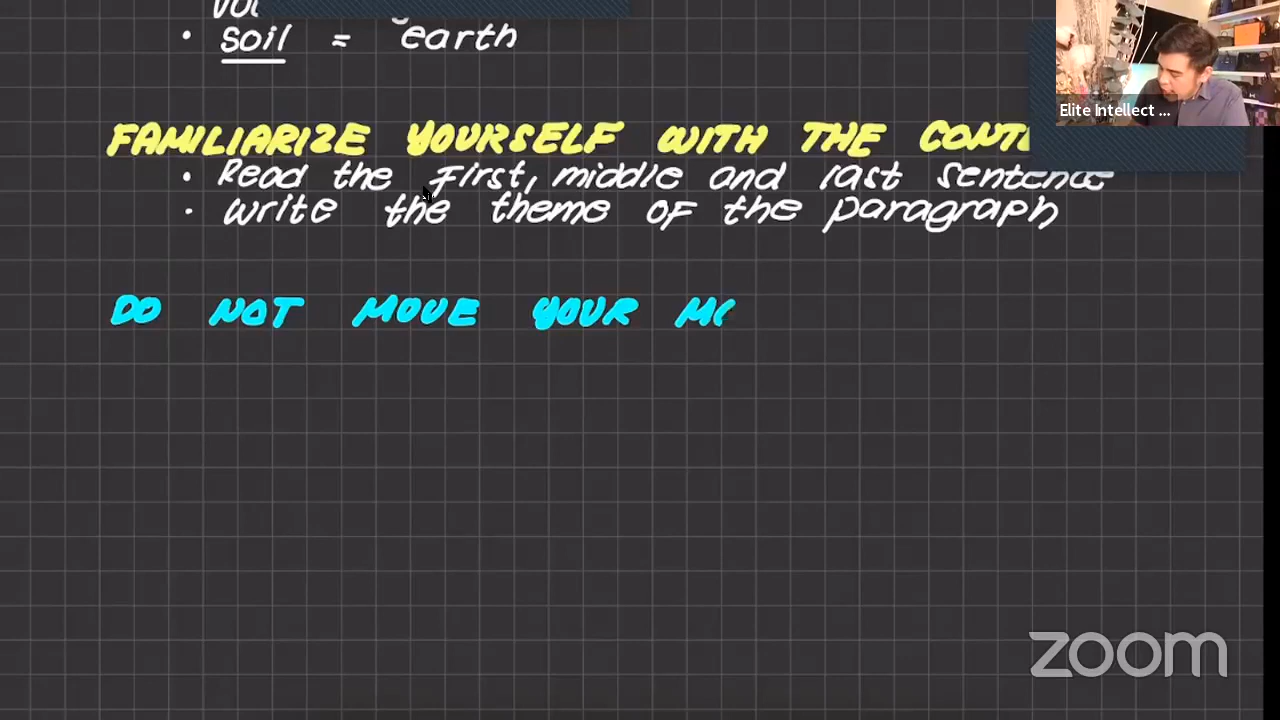 • soil = earth
Elite Intellect ...
FAMILIARIZE YOURSELF WITH THE
• Read the first, middle and last sentence
• write the theme of the paragraph
DO NOT MOVE YOUR
zoom